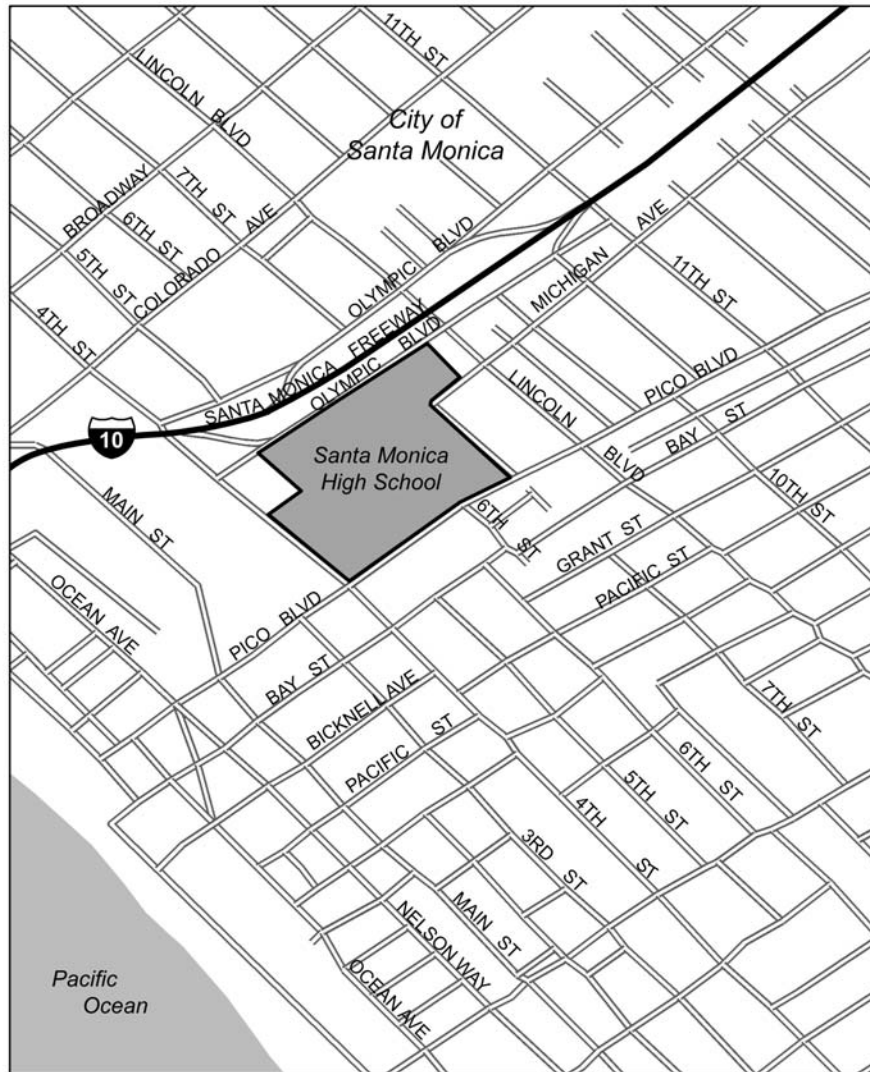 11TH ST
LINCOLN BLVD
City of
Santa Monica
BROADWAY
7TH ST
6TH ST
5TH ST
COLORADO AVE
4TH ST
OLYMPIC BLVD
MICHIGAN AVE
11TH ST
SANTA MONICA FREEWAY
OLYMPIC BLVD
PICO BLVD
LINCOLN BLVD
BAY ST
10
Santa Monica
High School
10TH ST
MAIN ST
6TH ST
GRANT ST
PACIFIC ST
OCEAN AVE
PICO BLVD
BAY ST
BICKNELL AVE
PACIFIC ST
7TH ST
6TH ST
5TH ST
4TH ST
3RD ST
MAIN ST
NELSON WAY
OCEAN AVE
Pacific
Ocean